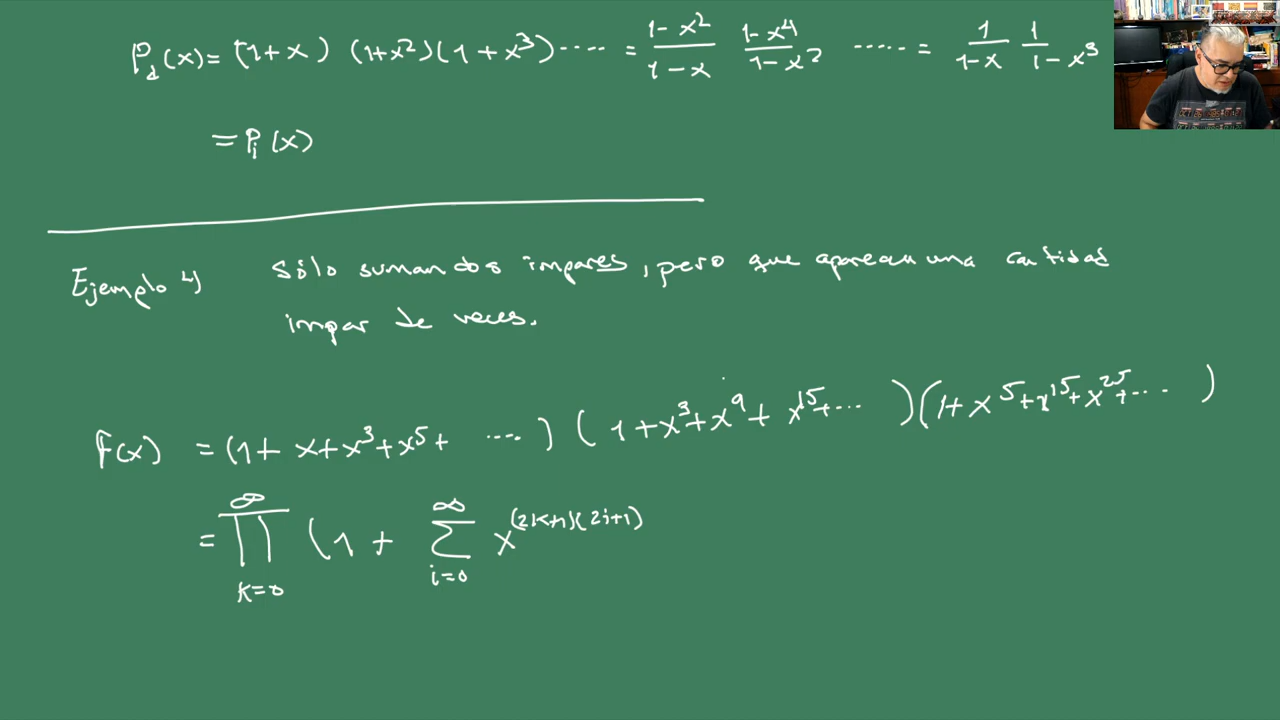 P_d(x) = (1+x) (1+x²)(1+x³)..... = (1-x²)/(1-x) (1-x⁴)/(1-x²) ..... = 1/(1-x) 1/(1-x³)
= P_i(x)
Ejemplo 4) Sólo sumandos impares, pero que aparecen una cantidad
impar de veces.
F(x) = (1+x+x³+x⁵+ ....) (1+x³+x⁹+x¹⁵+...)(1+x⁵+x¹⁵+x²⁵+... )
= ∏_{k=0}^{∞} (1 + ∑_{i=0}^{∞} x^{(2k+1)(2i+1)}